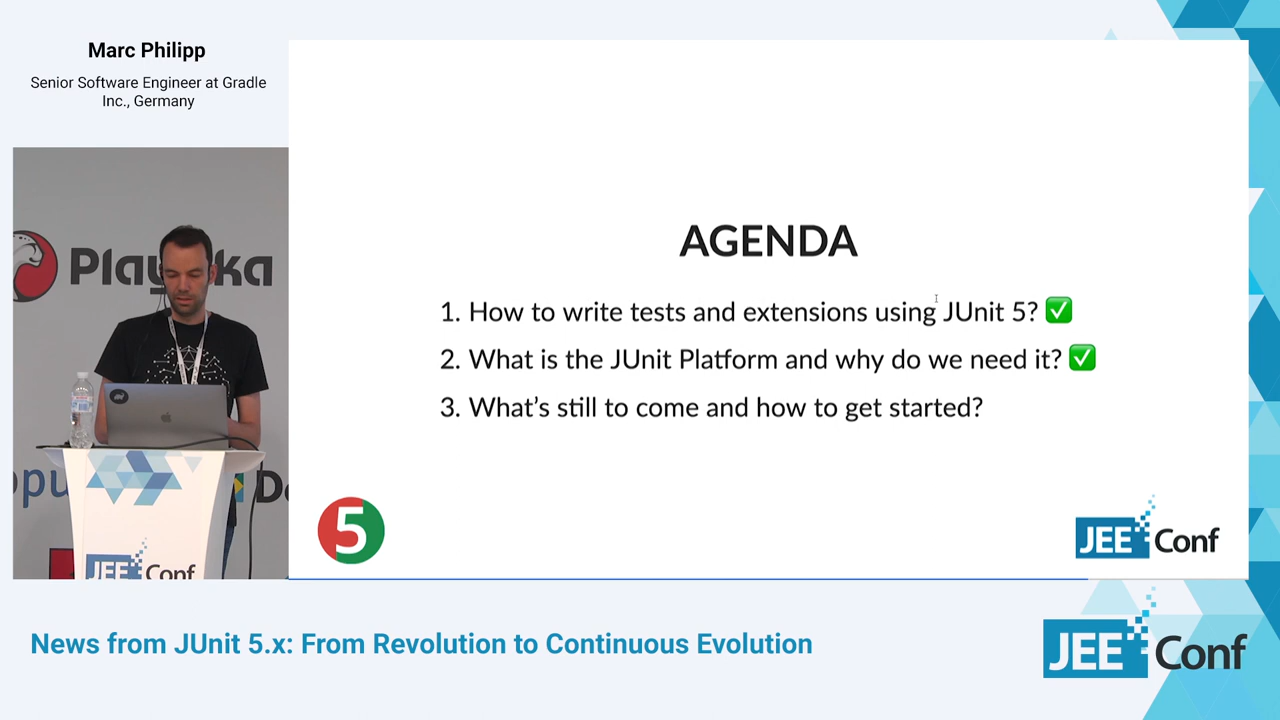 Marc Philipp
Senior Software Engineer at Gradle
Inc., Germany
AGENDA
1. How to write tests and extensions using JUnit 5? ✅
2. What is the JUnit Platform and why do we need it? ✅
3. What’s still to come and how to get started?
5
JEE Conf
JEE Conf
News from JUnit 5.x: From Revolution to Continuous Evolution
JEE Conf